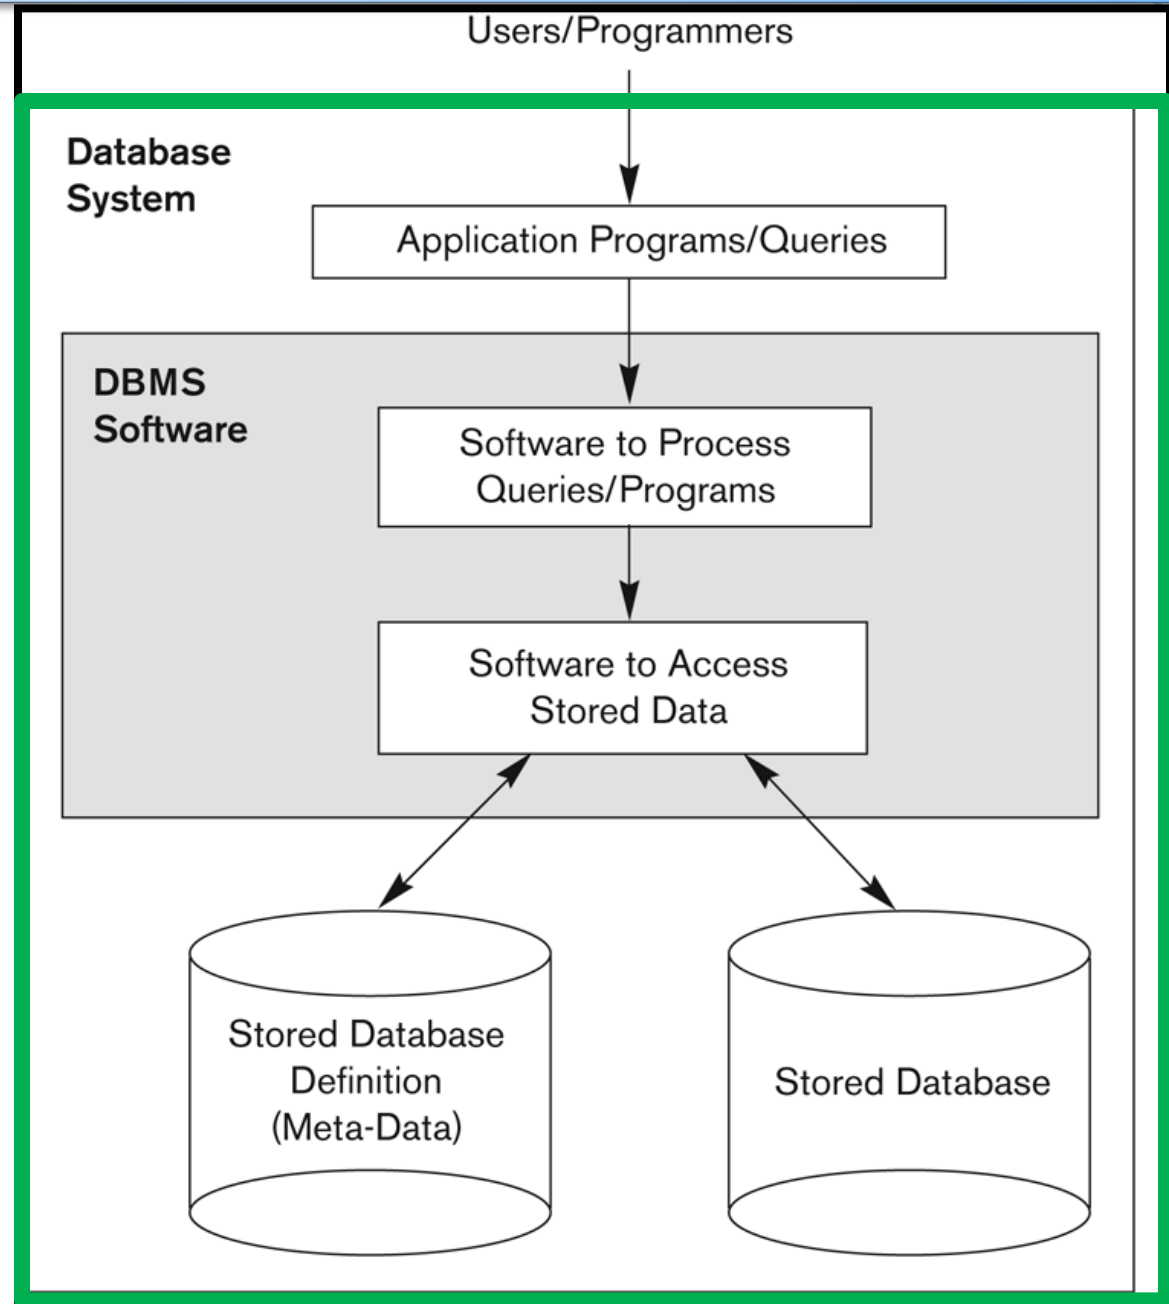 Users/Programmers
Database
System
Application Programs/Queries
DBMS
Software
Software to Process
Queries/Programs
Software to Access
Stored Data
Stored Database
Definition
(Meta-Data)
Stored Database